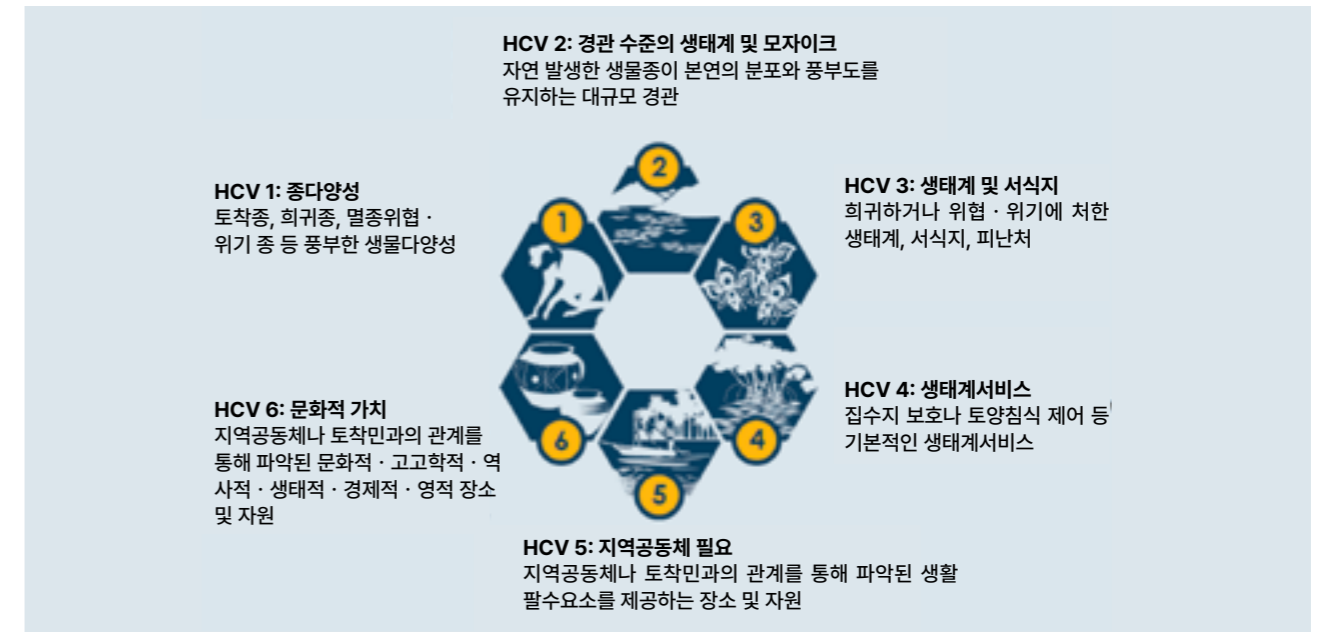 HCV 2: 경관 수준의 생태계 및 모자이크
자연 발생한 생물종이 본연의 분포와 풍부도를
유지하는 대규모 경관
HCV 1: 종다양성
토착종, 희귀종, 멸종위협 ·
위기 종 등 풍부한 생물다양성
HCV 3: 생태계 및 서식지
희귀하거나 위협 · 위기에 처한
생태계, 서식지, 피난처
2
1
3
6
4
5
HCV 6: 문화적 가치
지역공동체나 토착민과의 관계를
통해 파악된 문화적 · 고고학적 · 역
사적 · 생태적 · 경제적 · 영적 장소
및 자원
HCV 4: 생태계서비스
집수지 보호나 토양침식 제어 등
기본적인 생태계서비스
HCV 5: 지역공동체 필요
지역공동체나 토착민과의 관계를 통해 파악된 생활
팔수요소를 제공하는 장소 및 자원